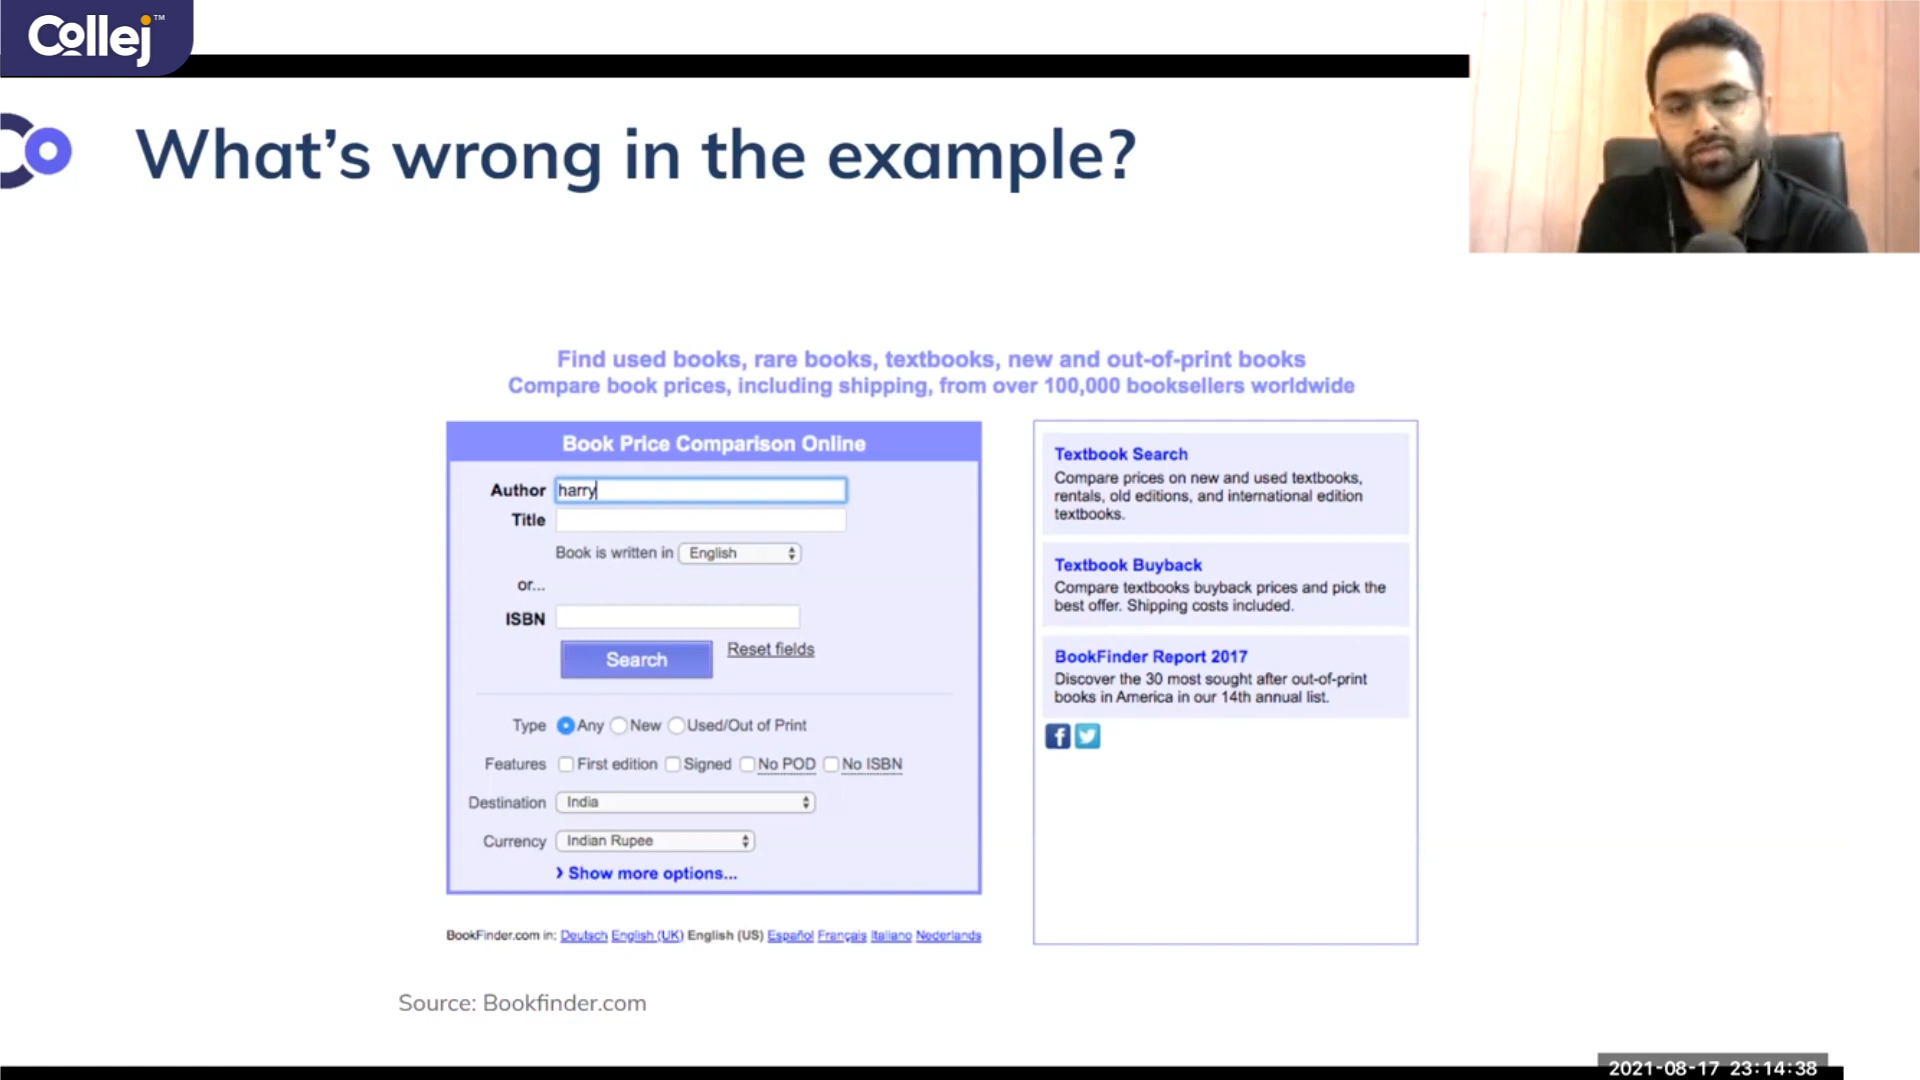 Collej™
What's wrong in the example?
Find used books, rare books, textbooks, new and out-of-print books
Compare book prices, including shipping, from over 100,000 booksellers worldwide
Book Price Comparison Online
Author harry
Title
Book is written in English
or...
ISBN
Search Reset fields
Type Any New Used/Out of Print
Features First edition Signed No POD No ISBN
Destination India
Currency Indian Rupee
› Show more options...
BookFinder.com in: Deutsch English (UK) English (US) Español Français Italiano Nederlands
Textbook Search
Compare prices on new and used textbooks,
rentals, old editions, and international edition
textbooks.
Textbook Buyback
Compare textbooks buyback prices and pick the
best offer. Shipping costs included.
BookFinder Report 2017
Discover the 30 most sought after out-of-print
books in America in our 14th annual list.
Source: Bookfinder.com
2021-08-17 23:14:38